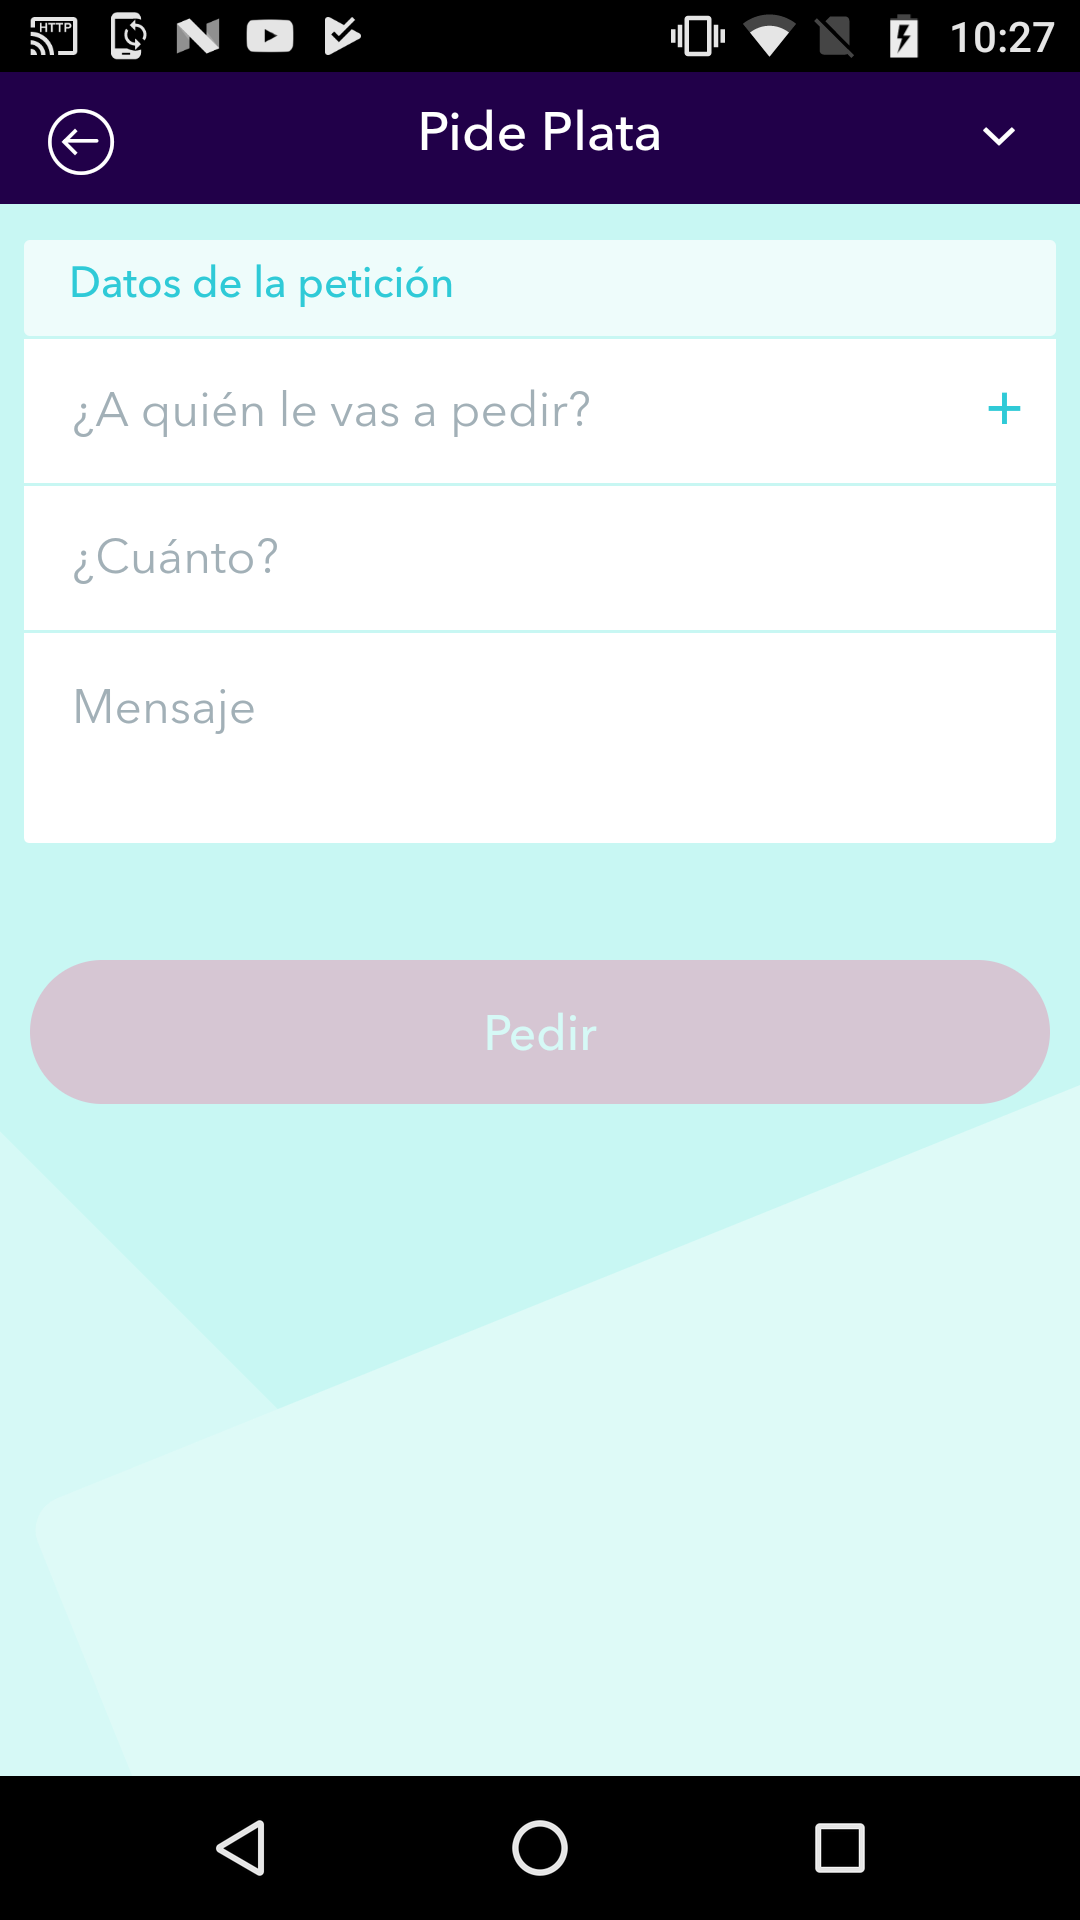 HTTP
10:27
Pide Plata
Datos de la petición
¿A quién le vas a pedir?
¿Cuánto?
Mensaje
Pedir